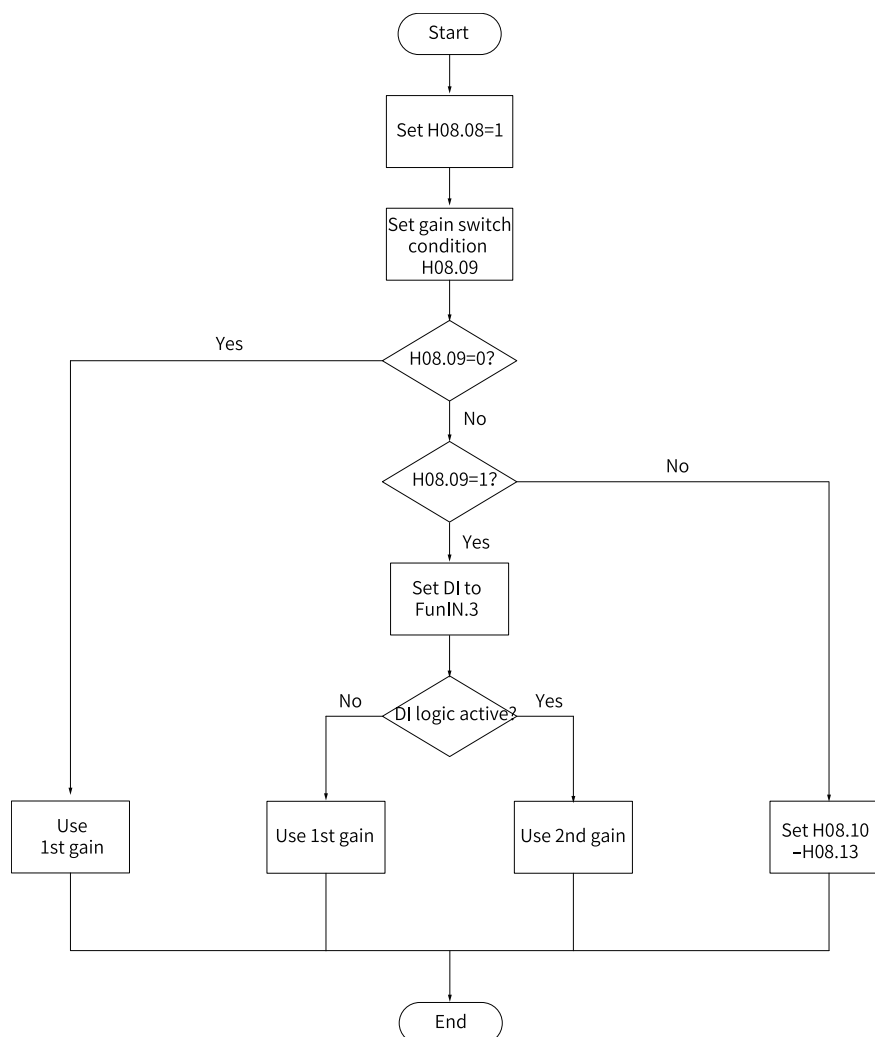 Start
Set H08.08=1
Set gain switch
condition
H08.09
Yes
H08.09=0?
No
H08.09=1?
No
Yes
Set DI to
FunIN.3
No
DI logic active?
Yes
Use
1st gain
Use 1st gain
Use 2nd gain
Set H08.10
–H08.13
End